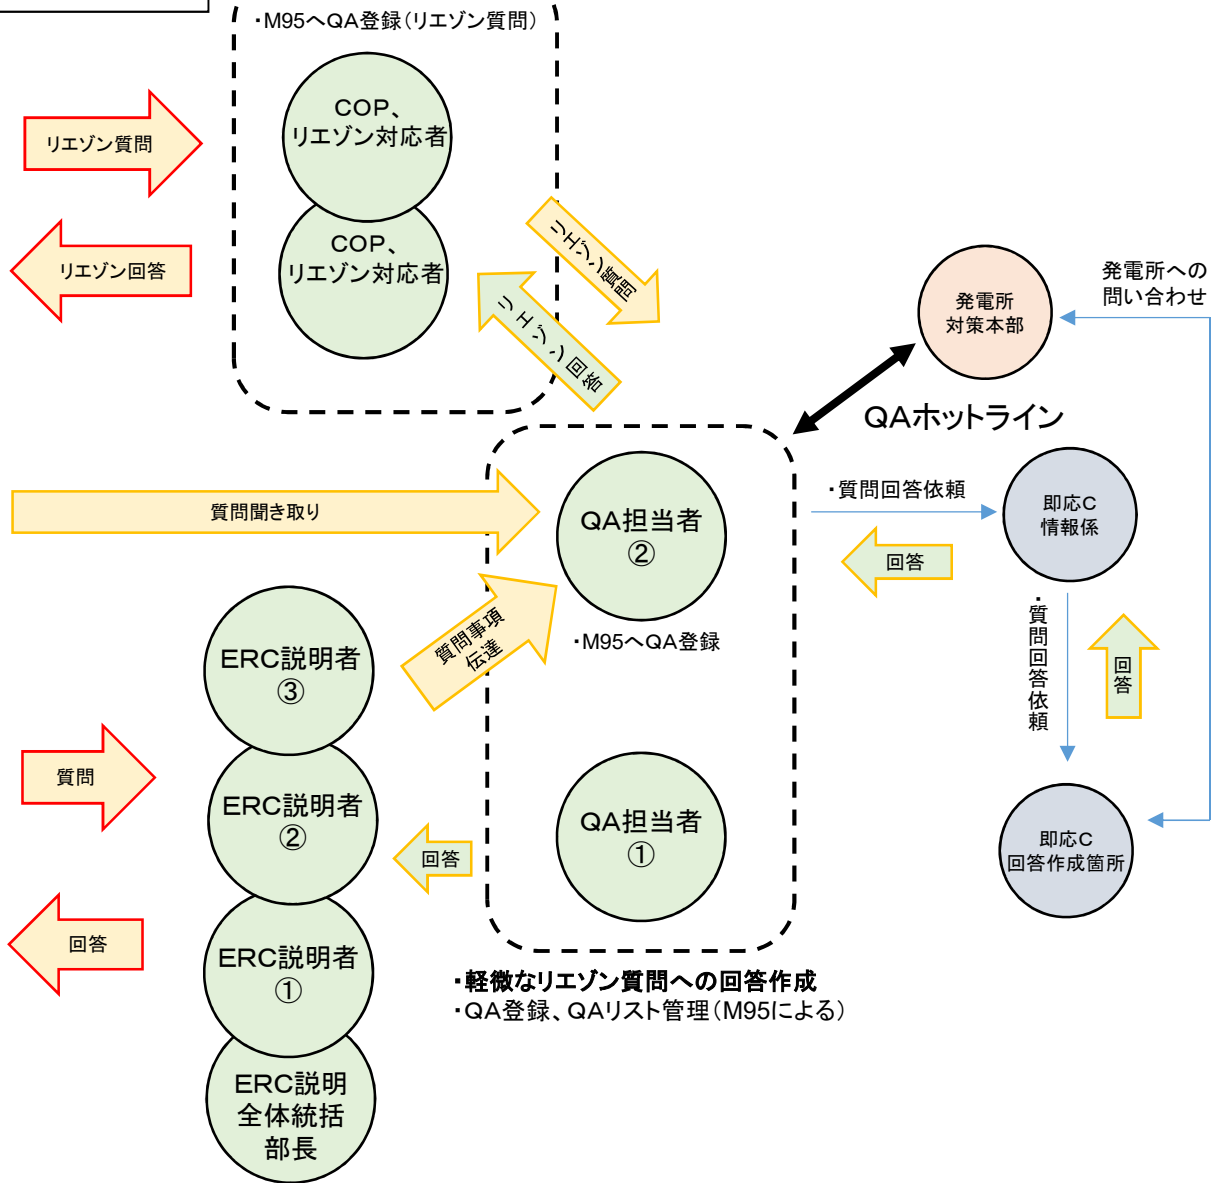 ・M95へQA登録（リエゾン質問）
COP、
リエゾン対応者
リエゾン質問
COP、
リエゾン対応者
リエゾン回答
リエゾン質問
リエゾン回答
発電所
対策本部
発電所への
問い合わせ
QAホットライン
質問聞き取り
QA担当者
②
・M95へQA登録
・質問回答依頼
回答
即応C
情報係
・質問回答依頼
回答
即応C
回答作成箇所
質問事項
伝達
ERC説明者
③
質問
ERC説明者
②
回答
QA担当者
①
回答
ERC説明者
①
・軽微なリエゾン質問への回答作成
・QA登録、QAリスト管理（M95による）
ERC説明
全体統括
部長